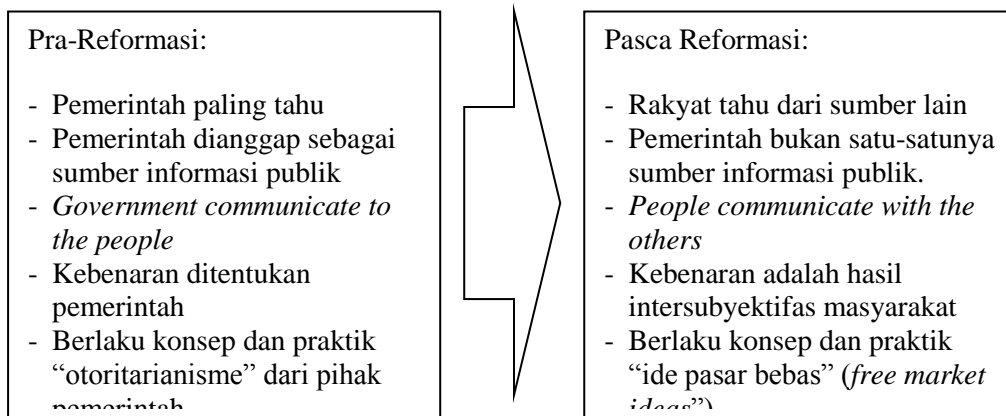 Pra-Reformasi:
- Pemerintah paling tahu
- Pemerintah dianggap sebagai
sumber informasi publik
- Government communicate to
the people
- Kebenaran ditentukan
pemerintah
- Berlaku konsep dan praktik
“otoritarianisme” dari pihak
pemerintah
Pasca Reformasi:
- Rakyat tahu dari sumber lain
- Pemerintah bukan satu-satunya
sumber informasi publik.
- People communicate with the
others
- Kebenaran adalah hasil
intersubyektifas masyarakat
- Berlaku konsep dan praktik
“ide pasar bebas” (free market
ideas”)